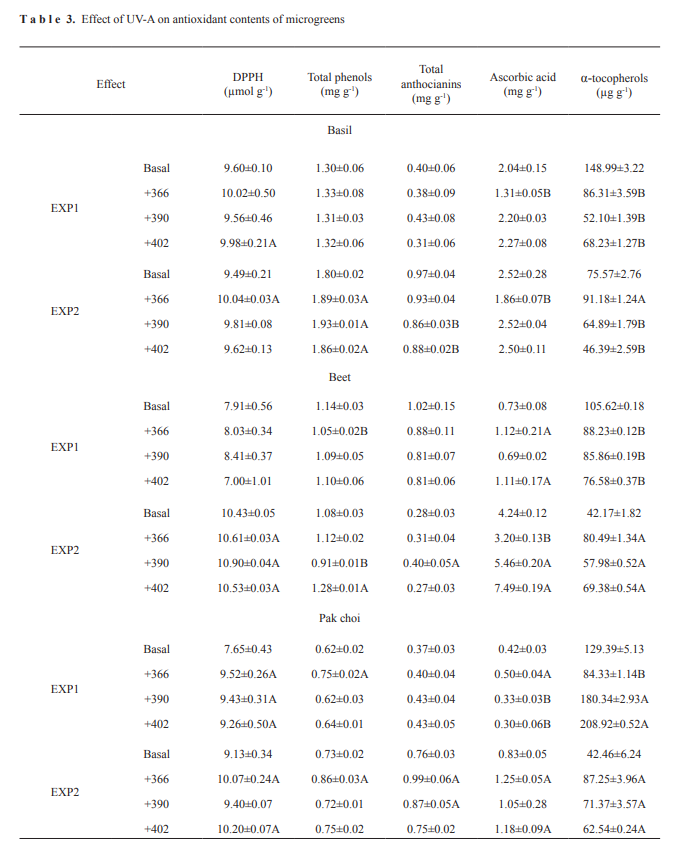 Table 3. Effect of UV-A on antioxidant contents of microgreens
Effect DPPH (µmol g-1) Total phenols (mg g-1) Total anthocianins (mg g-1) Ascorbic acid (mg g-1) α-tocopherols (µg g-1)
Basil
EXP1
Basal 9.60±0.10 1.30±0.06 0.40±0.06 2.04±0.15 148.99±3.22
+366 10.02±0.50 1.33±0.08 0.38±0.09 1.31±0.05B 86.31±3.59B
+390 9.56±0.46 1.31±0.03 0.43±0.08 2.20±0.03 52.10±1.39B
+402 9.98±0.21A 1.32±0.06 0.31±0.06 2.27±0.08 68.23±1.27B
EXP2
Basal 9.49±0.21 1.80±0.02 0.97±0.04 2.52±0.28 75.57±2.76
+366 10.04±0.03A 1.89±0.03A 0.93±0.04 1.86±0.07B 91.18±1.24A
+390 9.81±0.08 1.93±0.01A 0.86±0.03B 2.52±0.04 64.89±1.79B
+402 9.62±0.13 1.86±0.02A 0.88±0.02B 2.50±0.11 46.39±2.59B
Beet
EXP1
Basal 7.91±0.56 1.14±0.03 1.02±0.15 0.73±0.08 105.62±0.18
+366 8.03±0.34 1.05±0.02B 0.88±0.11 1.12±0.21A 88.23±0.12B
+390 8.41±0.37 1.09±0.05 0.81±0.07 0.69±0.02 85.86±0.19B
+402 7.00±1.01 1.10±0.06 0.81±0.06 1.11±0.17A 76.58±0.37B
EXP2
Basal 10.43±0.05 1.08±0.03 0.28±0.03 4.24±0.12 42.17±1.82
+366 10.61±0.03A 1.12±0.02 0.31±0.04 3.20±0.13B 80.49±1.34A
+390 10.90±0.04A 0.91±0.01B 0.40±0.05A 5.46±0.20A 57.98±0.52A
+402 10.53±0.03A 1.28±0.01A 0.27±0.03 7.49±0.19A 69.38±0.54A
Pak choi
EXP1
Basal 7.65±0.43 0.62±0.02 0.37±0.03 0.42±0.03 129.39±5.13
+366 9.52±0.26A 0.75±0.02A 0.40±0.04 0.50±0.04A 84.33±1.14B
+390 9.43±0.31A 0.62±0.03 0.43±0.04 0.33±0.03B 180.34±2.93A
+402 9.26±0.50A 0.64±0.01 0.43±0.05 0.30±0.06B 208.92±0.52A
EXP2
Basal 9.13±0.34 0.73±0.02 0.76±0.03 0.83±0.05 42.46±6.24
+366 10.07±0.24A 0.86±0.03A 0.99±0.06A 1.25±0.05A 87.25±3.96A
+390 9.40±0.07 0.72±0.01 0.87±0.05A 1.05±0.28 71.37±3.57A
+402 10.20±0.07A 0.75±0.02 0.75±0.02 1.18±0.09A 62.54±0.24A